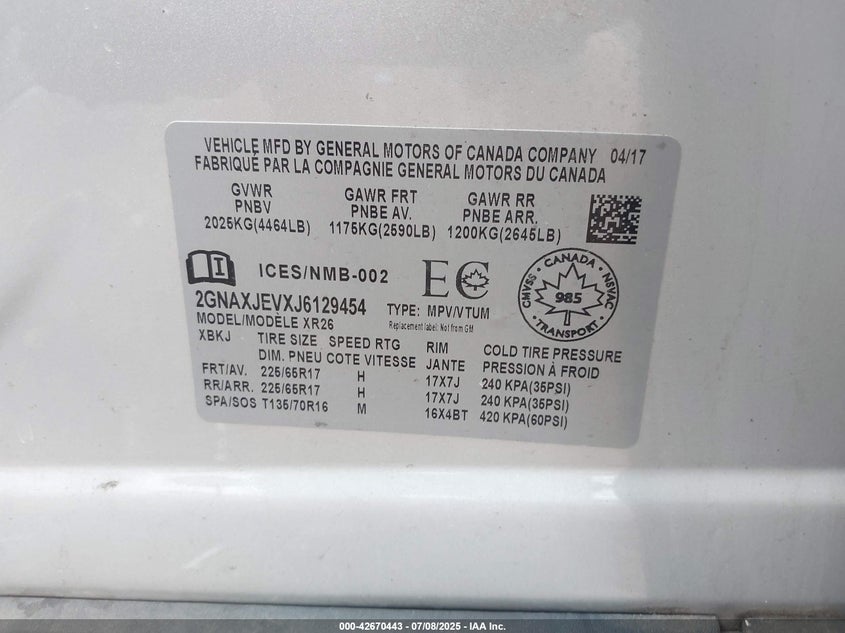 VEHICLE MFD BY GENERAL MOTORS OF CANADA COMPANY 04/17
FABRIQUÉ PAR LA COMPAGNIE GENERAL MOTORS DU CANADA
GVWR GAWR FRT GAWR RR
PNBV PNBE AV. PNBE ARR.
2025KG(4464LB) 1175KG(2590LB) 1200KG(2645LB)
ICES/NMB-002 EC
CANADA CMVSS NSVAC 985 TRANSPORT
2GNAXJEVXJ6129454 TYPE: MPV/VTUM
MODEL/MODÈLE XR26 Replacement label: Not from GM
XBKJ TIRE SIZE SPEED RTG RIM COLD TIRE PRESSURE
DIM. PNEU COTE VITESSE JANTE PRESSION À FROID
FRT/AV. 225/65R17 H 17X7J 240 KPA(35PSI)
RR/ARR. 225/65R17 H 17X7J 240 KPA(35PSI)
SPA/SOS T135/70R16 M 16X4BT 420 KPA(60PSI)
000-42670443 - 07/08/2025 - IAA Inc.